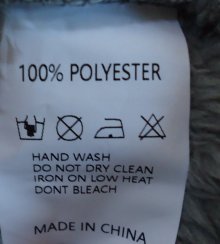 100% POLYESTER
HAND WASH
DO NOT DRY CLEAN
IRON ON LOW HEAT
DONT BLEACH
MADE IN CHINA